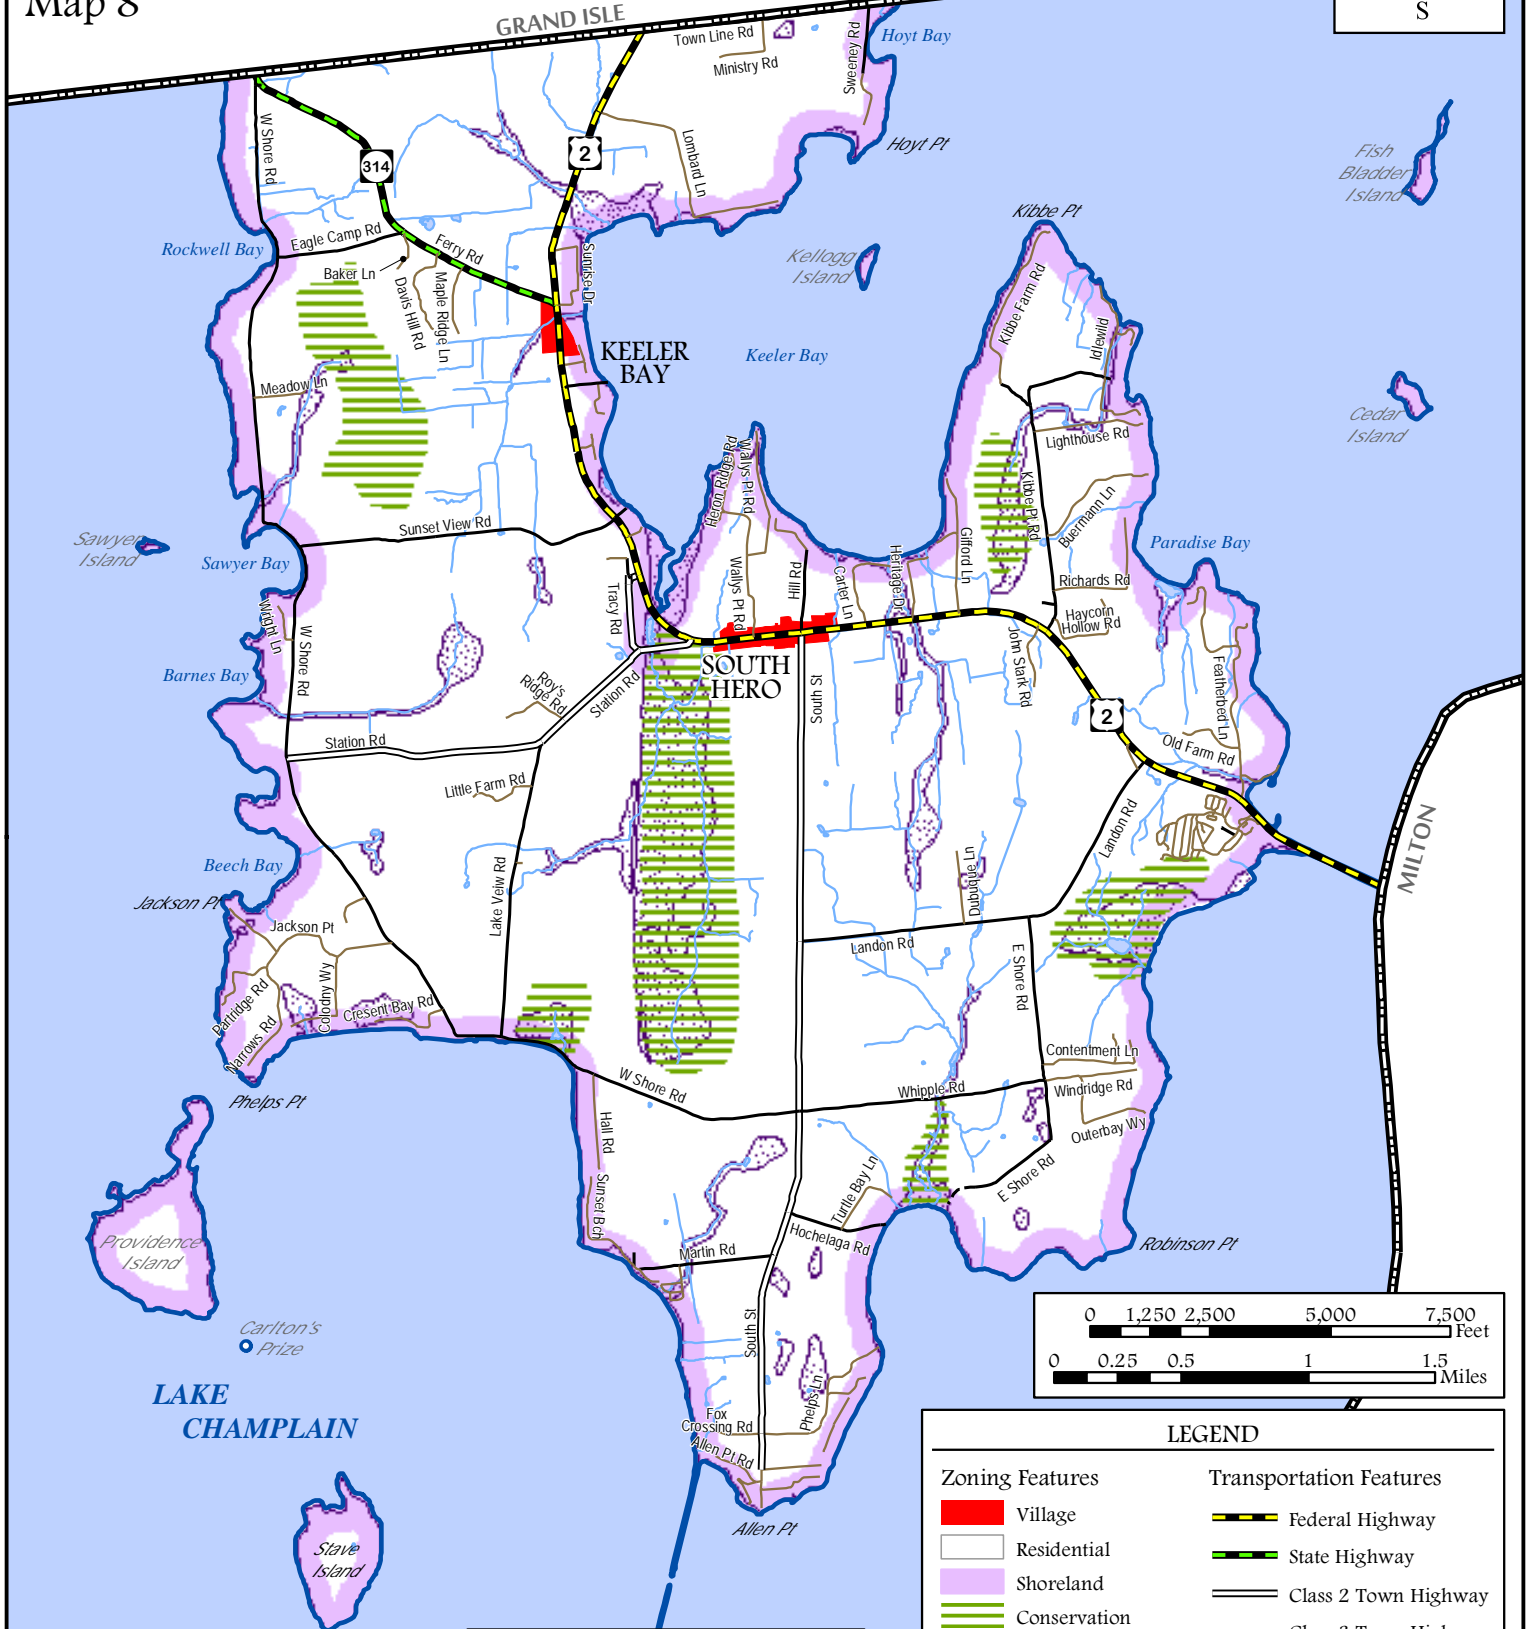 Map 8
S
GRAND ISLE
Town Line Rd
Ministry Rd
Sweeney Rd
Hoyt Bay
Hoyt Pt
W Shore Rd
314
2
Lombard Ln
Fish
Bladder
Island
Kibbe Pt
Rockwell Bay
Eagle Camp Rd
Ferry Rd
Baker Ln
Davis Hill Rd
Maple Ridge Ln
Sunrise Dr
Kellogg
Island
Kibbe Farm Rd
Idlewild
KEELER
BAY
Keeler Bay
Meadow Ln
Cedar
Island
Lighthouse Rd
Heron Ridge Rd
Wallys Pt Rd
Kibbe Pt Rd
Buermann Ln
Sunset View Rd
Sawyer
Island
Sawyer Bay
Paradise Bay
Tracy Rd
Wallys Pt Rd
Hill Rd
Carter Ln
Heritage Dr
Gifford Ln
Richards Rd
Haycorn
Hollow Rd
Wright Ln
W Shore Rd
Barnes Bay
SOUTH
HERO
Roy's
Ridge Rd
Station Rd
South St
John Stark Rd
2
Featherbed Ln
Station Rd
Old Farm Rd
Little Farm Rd
Landon Rd
MILTON
Beech Bay
Lake Veiw Rd
Dubuque Ln
Jackson Pt
Jackson Pt
Landon Rd
E Shore Rd
Partridge Rd
Colodny Wy
Cresent Bay Rd
Narrows Rd
Contentment Ln
Phelps Pt
W Shore Rd
Whipple Rd
Windridge Rd
Outerbay Wy
Hall Rd
Turtle Bay Ln
E Shore Rd
Sunset Bch
Providence
Island
Martin Rd
Hochelaga Rd
Robinson Pt
Carlton's
Prize
South St
0 1,250 2,500 5,000 7,500
Feet
0 0.25 0.5 1 1.5
Miles
LAKE
CHAMPLAIN
Fox
Crossing Rd
Phelps Ln
Allen Pt Rd
Allen Pt
Stave
Island
LEGEND
Zoning Features
Village
Residential
Shoreland
Conservation
Transportation Features
Federal Highway
State Highway
Class 2 Town Highway